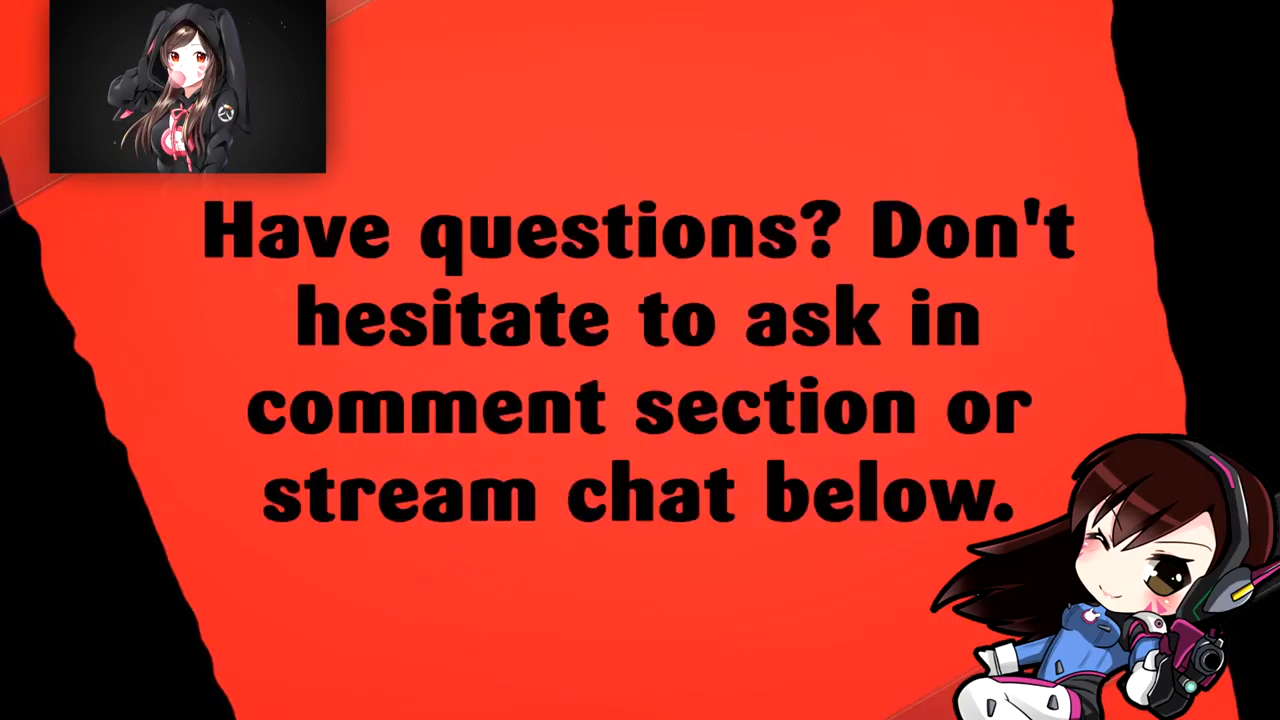 Have questions? Don't
hesitate to ask in
comment section or
stream chat below.